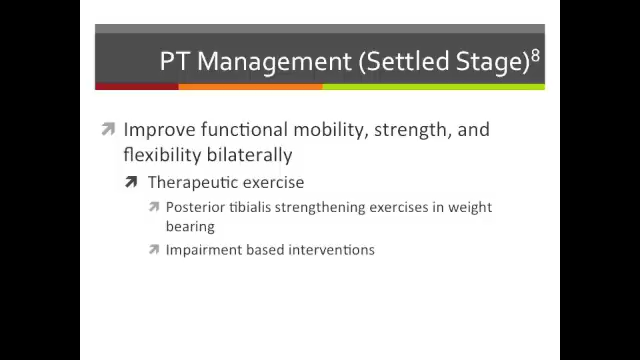 PT Management (Settled Stage)⁸
Improve functional mobility, strength, and
flexibility bilaterally
Therapeutic exercise
Posterior tibialis strengthening exercises in weight
bearing
Impairment based interventions